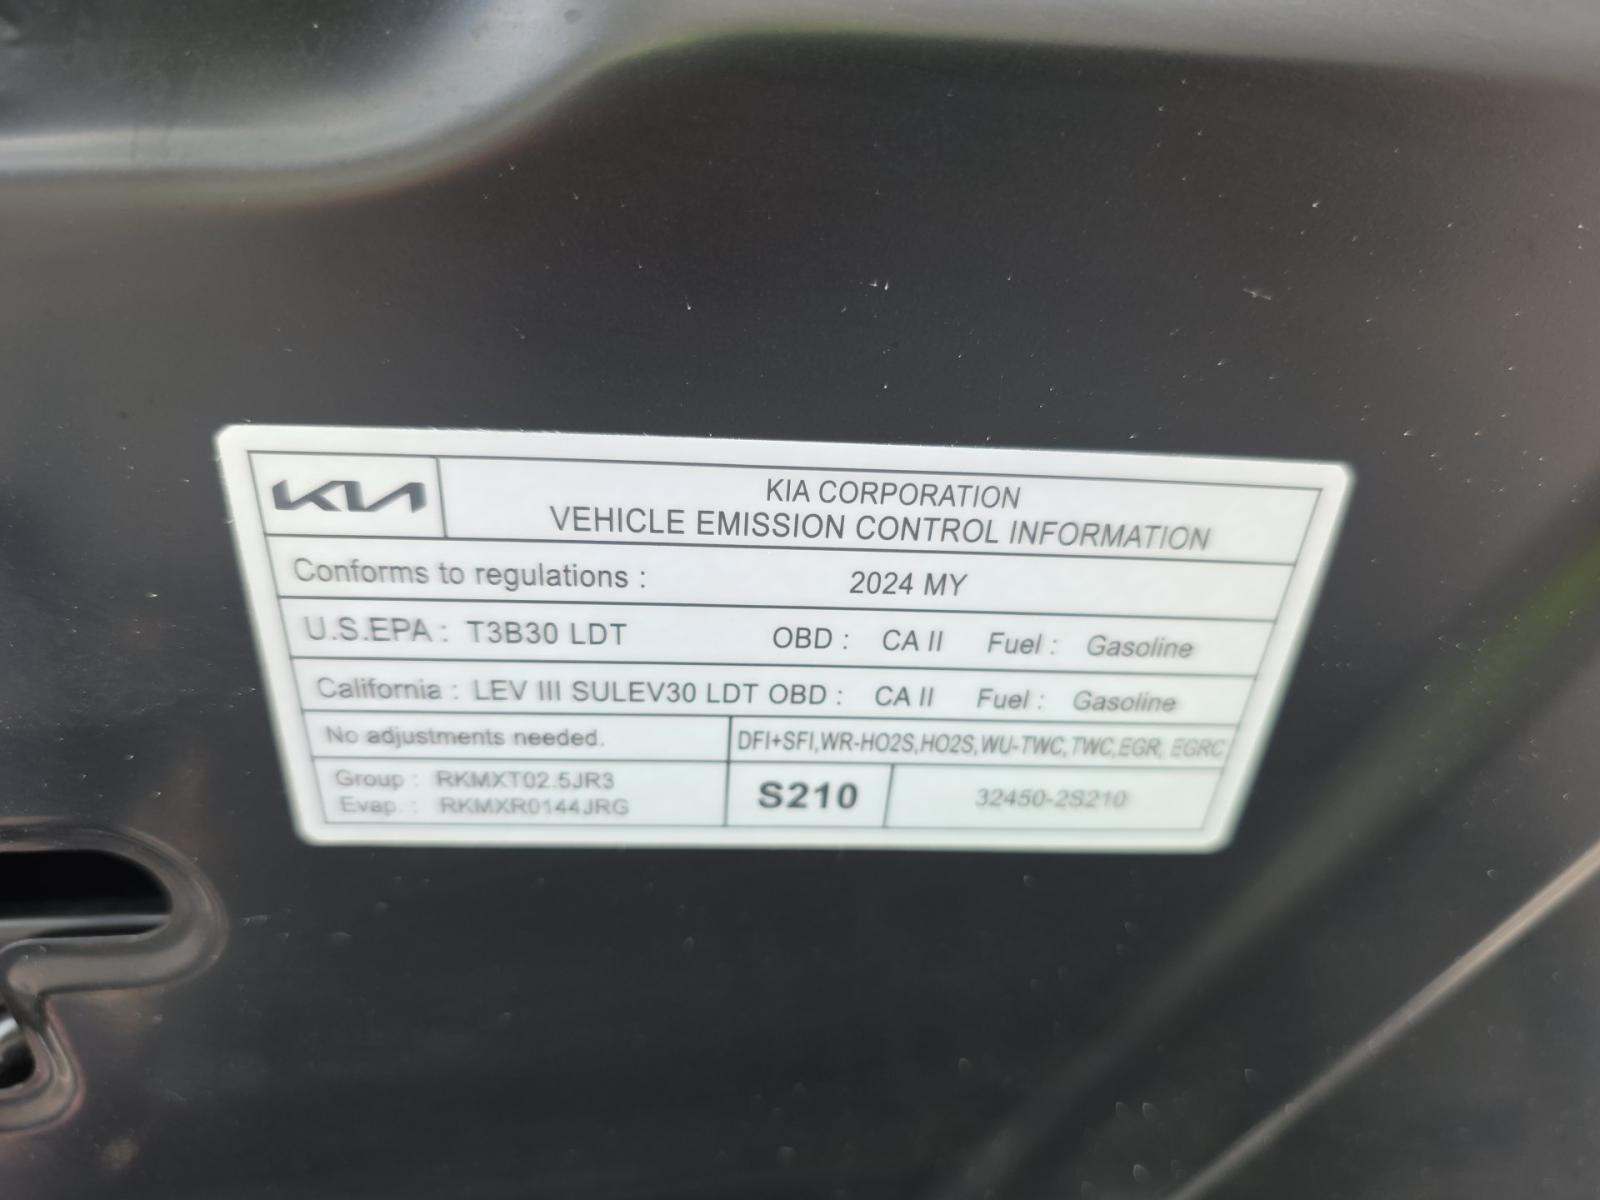 KIA
KIA CORPORATION
VEHICLE EMISSION CONTROL INFORMATION
Conforms to regulations : 2024 MY
U.S.EPA : T3B30 LDT OBD : CA II Fuel : Gasoline
California : LEV III SULEV30 LDT OBD : CA II Fuel : Gasoline
No adjustments needed.
DFI+SFI,WR-HO2S,HO2S,WU-TWC,TWC,EGR, EGRC
Group : RKMXT02.5JR3
Evap. : RKMXR0144JRG
S210
32450-2S210